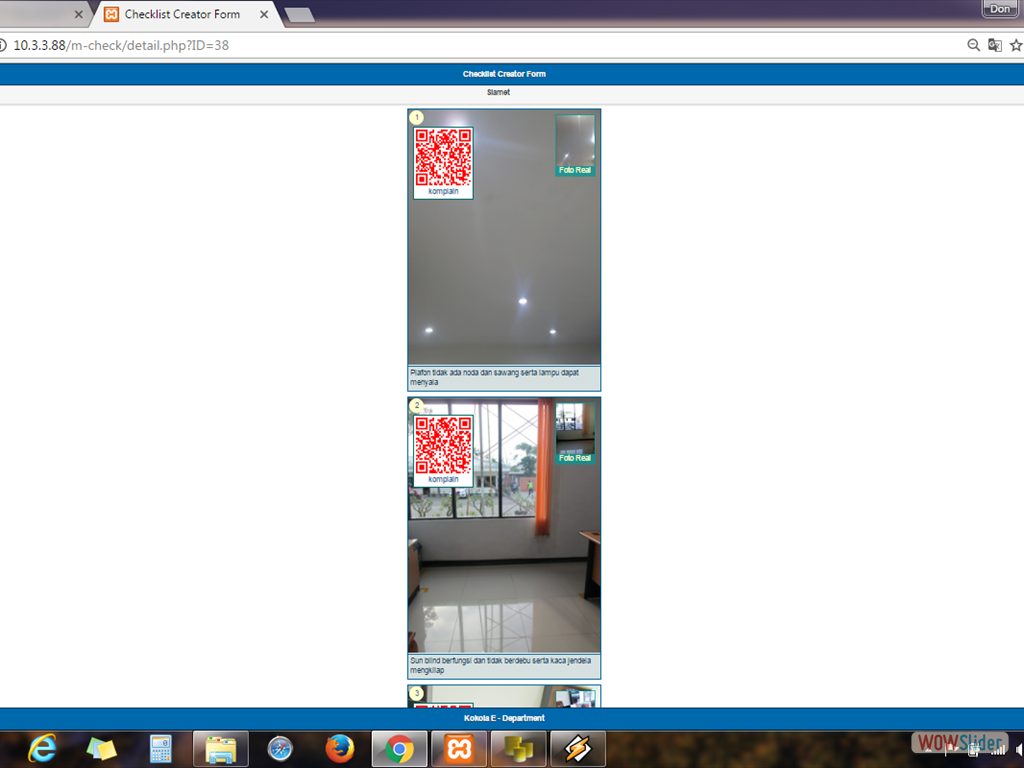 Checklist Creator Form
Don
10.3.3.88/m-check/detail.php?ID=38
Checklist Creator Form
Slamet
1
komplain
Foto Real
Plafon tidak ada noda dan sawang serta lampu dapat
menyala
2
komplain
Foto Real
Sun blind berfungsi dan tidak berdebu serta kaca jendela
mengkilap
3
Kokola E - Department
WOWSlider